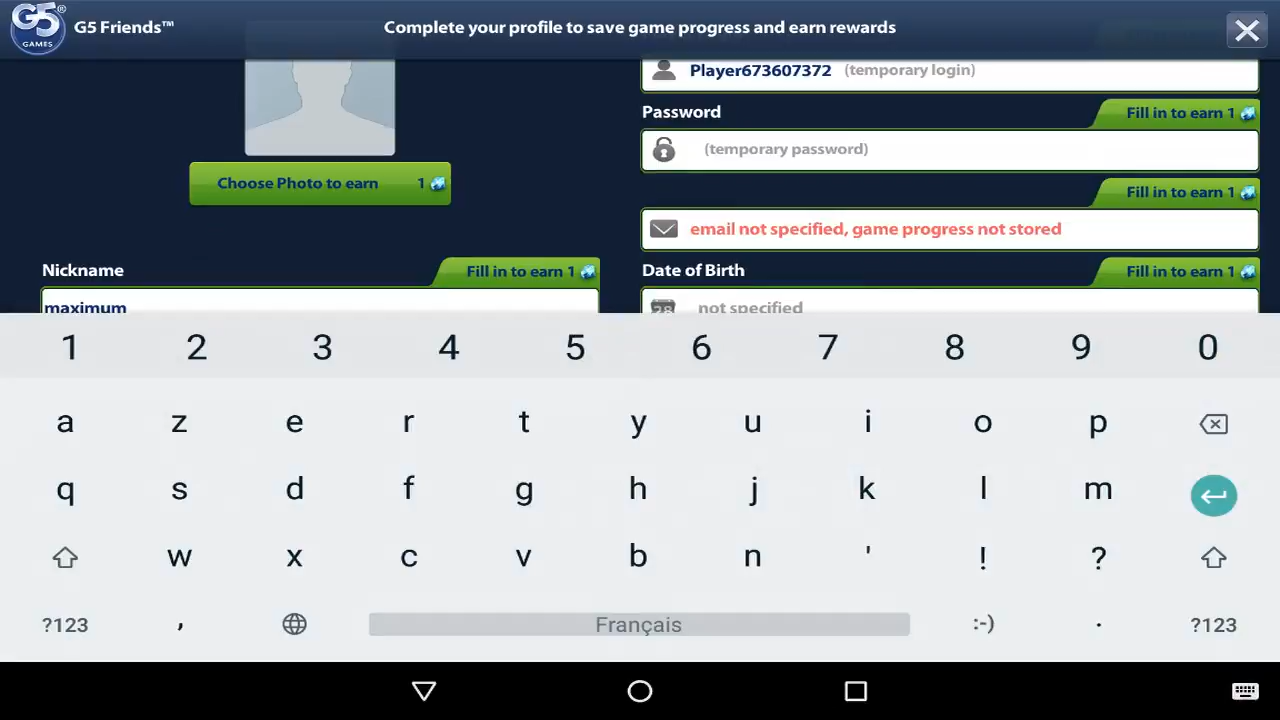 G5® GAMES G5 Friends™ Complete your profile to save game progress and earn rewards
Player673607372 (temporary login)
Password Fill in to earn 1
(temporary password)
Choose Photo to earn 1
Fill in to earn 1
email not specified, game progress not stored
Nickname Fill in to earn 1
Date of Birth Fill in to earn 1
maximum
28 not specified
1 2 3 4 5 6 7 8 9 0
a z e r t y u i o p
q s d f g h j k l m
w x c v b n ' ! ?
?123 , Français :-) . ?123